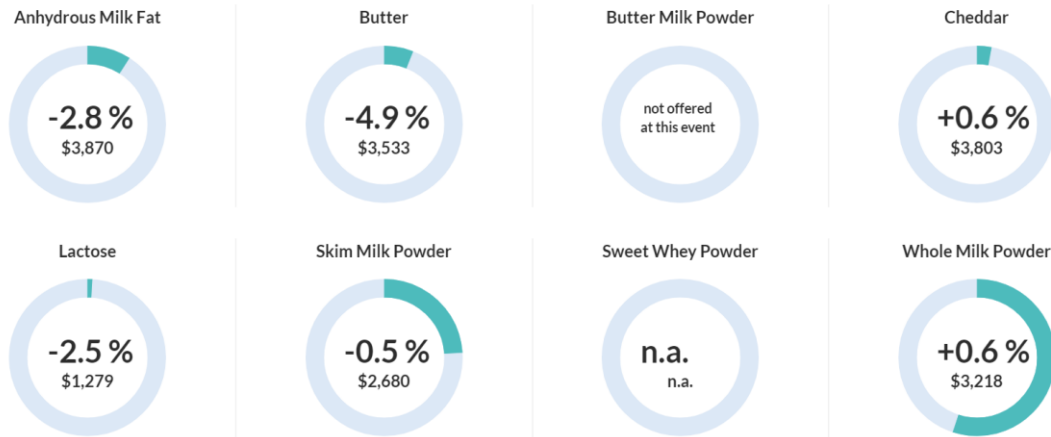 Anhydrous Milk Fat
-2.8 %
$3,870
Butter
-4.9 %
$3,533
Butter Milk Powder
not offered
at this event
Cheddar
+0.6 %
$3,803
Lactose
-2.5 %
$1,279
Skim Milk Powder
-0.5 %
$2,680
Sweet Whey Powder
n.a.
n.a.
Whole Milk Powder
+0.6 %
$3,218